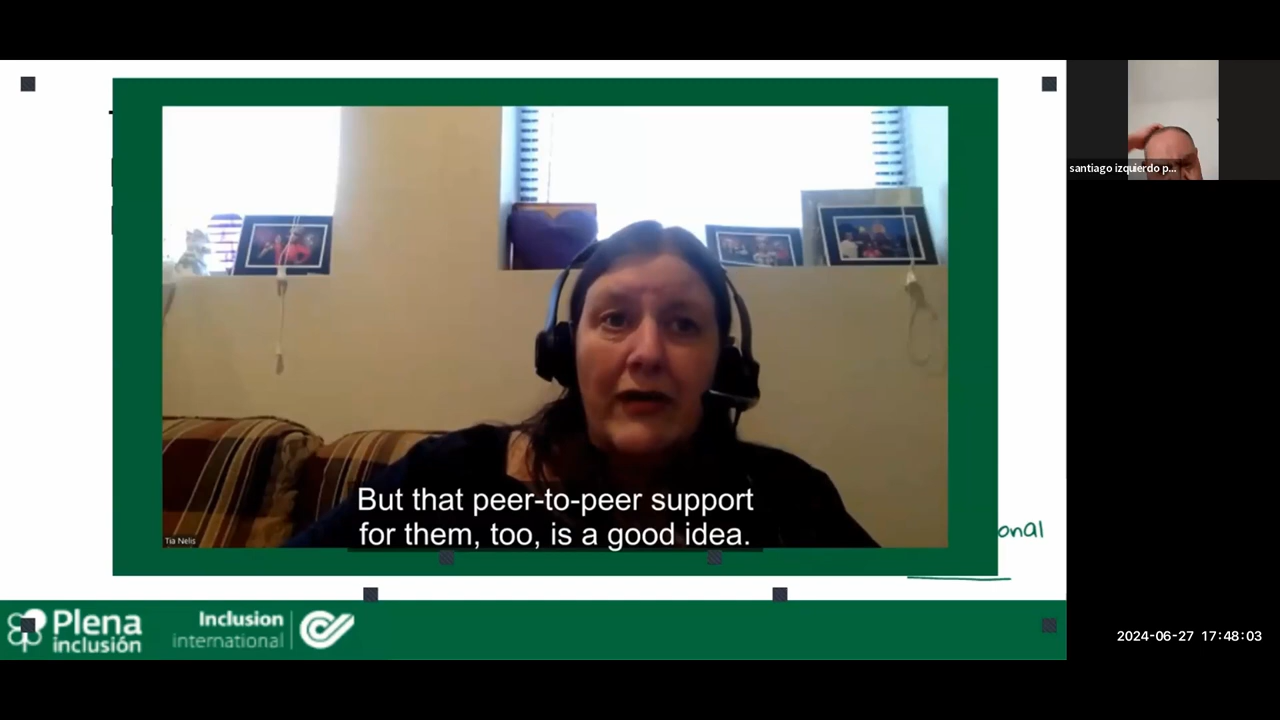 santiago izquierdo p...
But that peer-to-peer support
for them, too, is a good idea.
Tia Nelis
onal
Plena
inclusión
Inclusion
international
2024-06-27 17:48:03